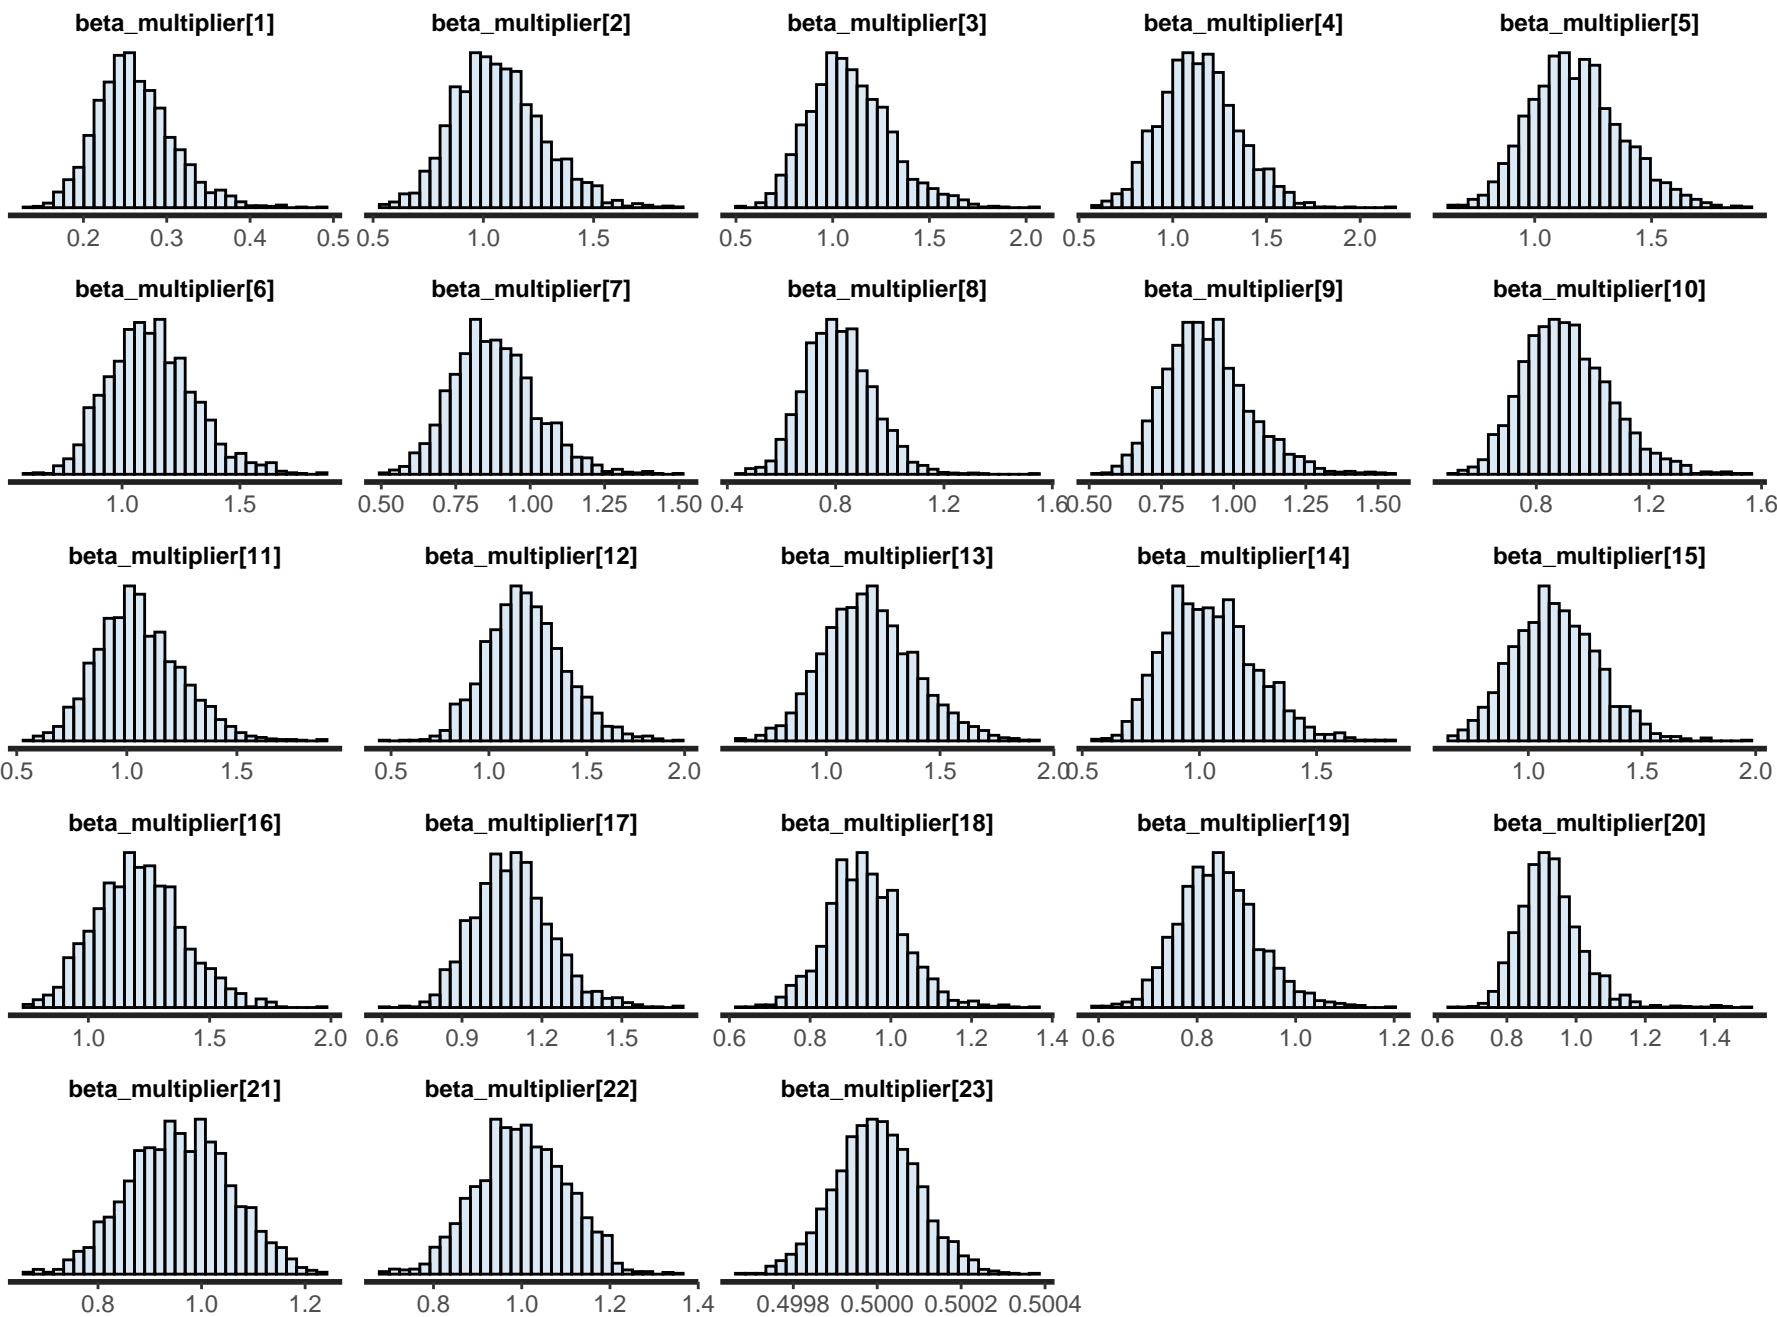 beta_multiplier[1] beta_multiplier[2] beta_multiplier[3] beta_multiplier[4] beta_multiplier[5]
0.2 0.3 0.4 0.5 0.5 1.0 1.5 0.5 1.0 1.5 2.0 0.5 1.0 1.5 2.0 1.0 1.5
beta_multiplier[6] beta_multiplier[7] beta_multiplier[8] beta_multiplier[9] beta_multiplier[10]
1.0 1.5 0.50 0.75 1.00 1.25 1.50 0.4 0.8 1.2 1.6 0.50 0.75 1.00 1.25 1.50 0.8 1.2 1.6
beta_multiplier[11] beta_multiplier[12] beta_multiplier[13] beta_multiplier[14] beta_multiplier[15]
0.5 1.0 1.5 0.5 1.0 1.5 2.0 1.0 1.5 2.0 0.5 1.0 1.5 1.0 1.5 2.0
beta_multiplier[16] beta_multiplier[17] beta_multiplier[18] beta_multiplier[19] beta_multiplier[20]
1.0 1.5 2.0 0.6 0.9 1.2 1.5 0.6 0.8 1.0 1.2 1.4 0.6 0.8 1.0 1.2 0.6 0.8 1.0 1.2 1.4
beta_multiplier[21] beta_multiplier[22] beta_multiplier[23]
0.8 1.0 1.2 0.8 1.0 1.2 1.4 0.4998 0.5000 0.5002 0.5004